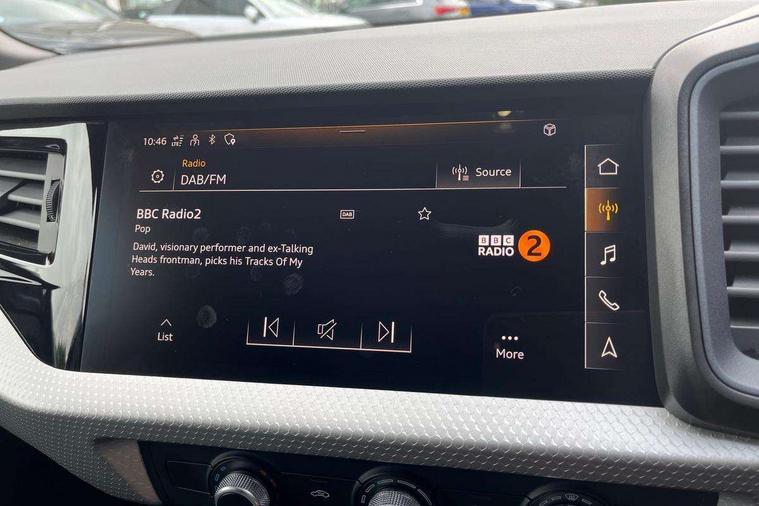 10:46
LTE
Radio
DAB/FM
Source
BBC Radio2
DAB
Pop
BBC
RADIO 2
David, visionary performer and ex-Talking
Heads frontman, picks his Tracks Of My
Years.
List
More